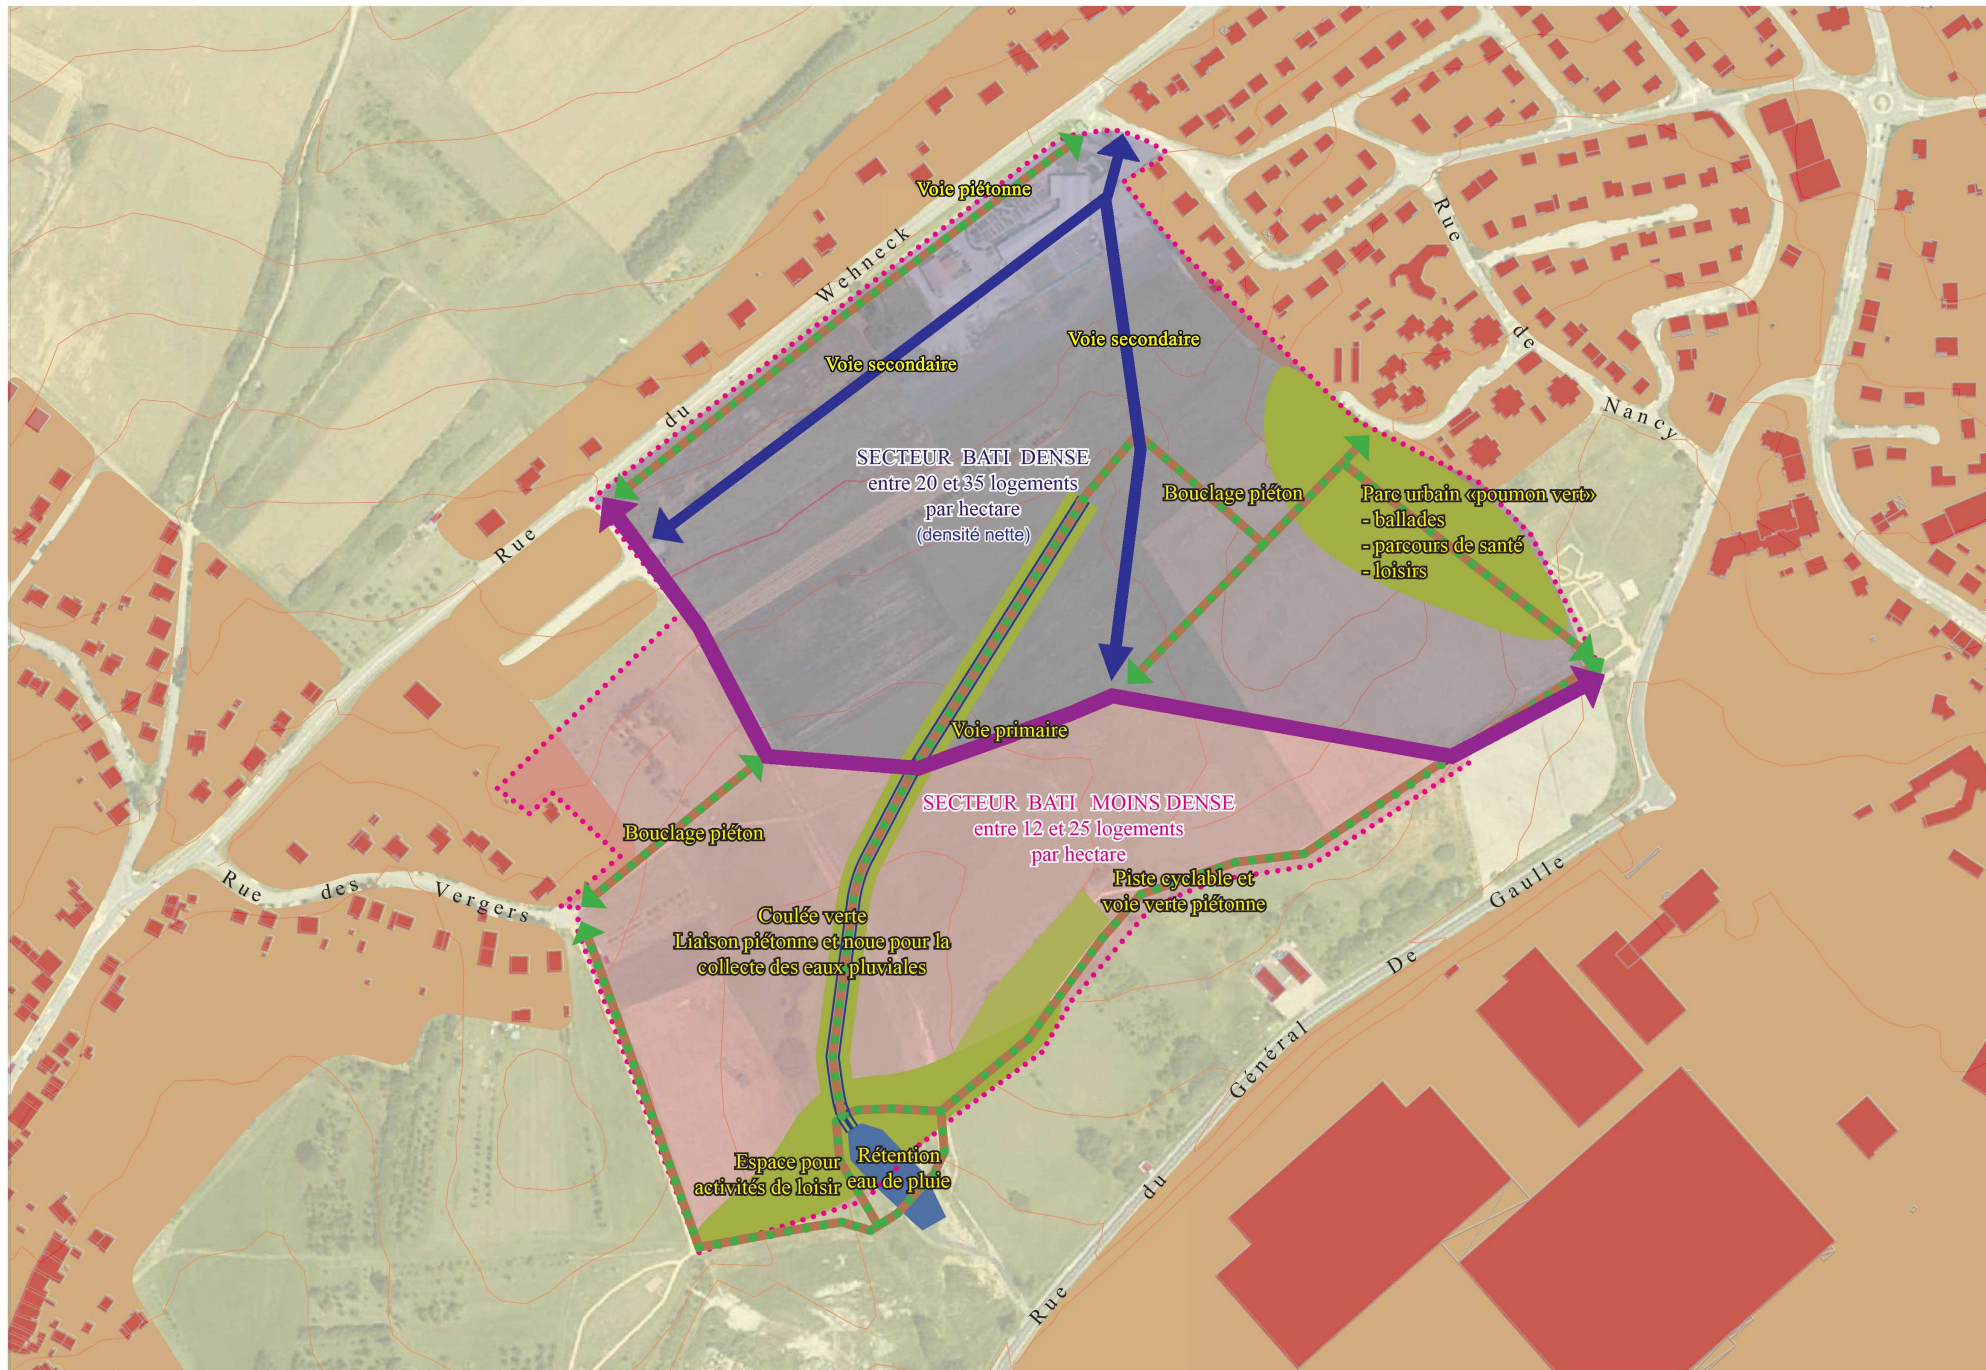 Voie piétonne
Rue du Wehneck
Rue de Nancy
Voie secondaire
Voie secondaire
SECTEUR BATI DENSE
entre 20 et 35 logements
par hectare
(densité nette)
Bouclage piéton
Parc urbain «poumon vert»
- ballades
- parcours de santé
- loisirs
Voie primaire
SECTEUR BATI MOINS DENSE
entre 12 et 25 logements
par hectare
Bouclage piéton
Rue des Vergers
Piste cyclable et
voie verte piétonne
Coulée verte
Liaison piétonne et noue pour la
collecte des eaux pluviales
Espace pour
activités de loisir
Rétention
eau de pluie
Rue du Général De Gaulle